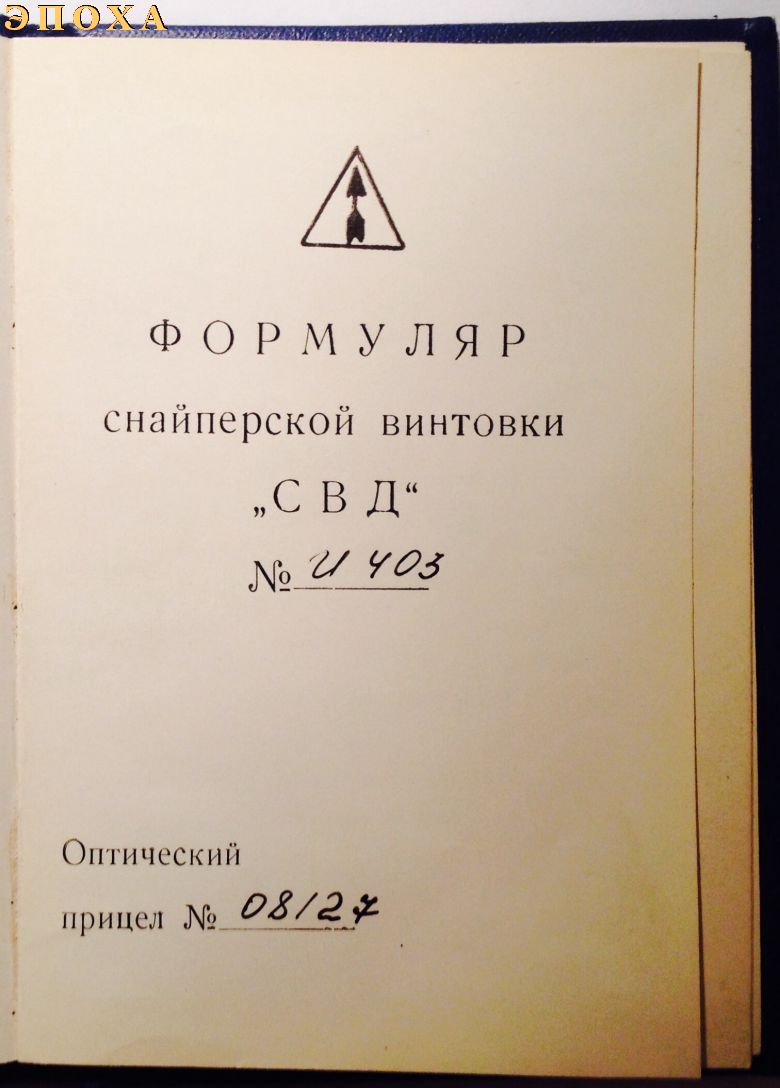 ЭПОХА
ФОРМУЛЯР
снайперской винтовки
„СВД“
№ И 403
Оптический
прицел № 08127